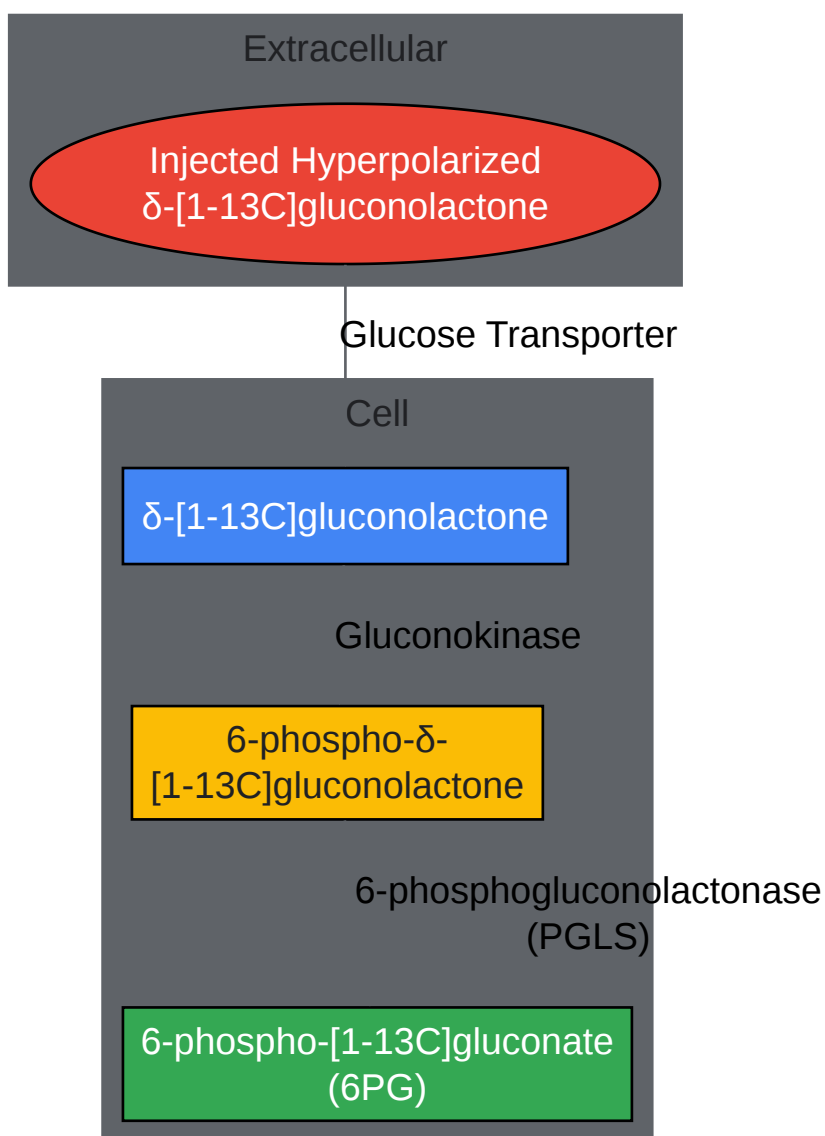 Extracellular
Injected Hyperpolarized
δ-[1-13C]gluconolactone
Glucose Transporter
Cell
δ-[1-13C]gluconolactone
Gluconokinase
6-phospho-δ-
[1-13C]gluconolactone
6-phosphogluconolactonase
(PGLS)
6-phospho-[1-13C]gluconate
(6PG)